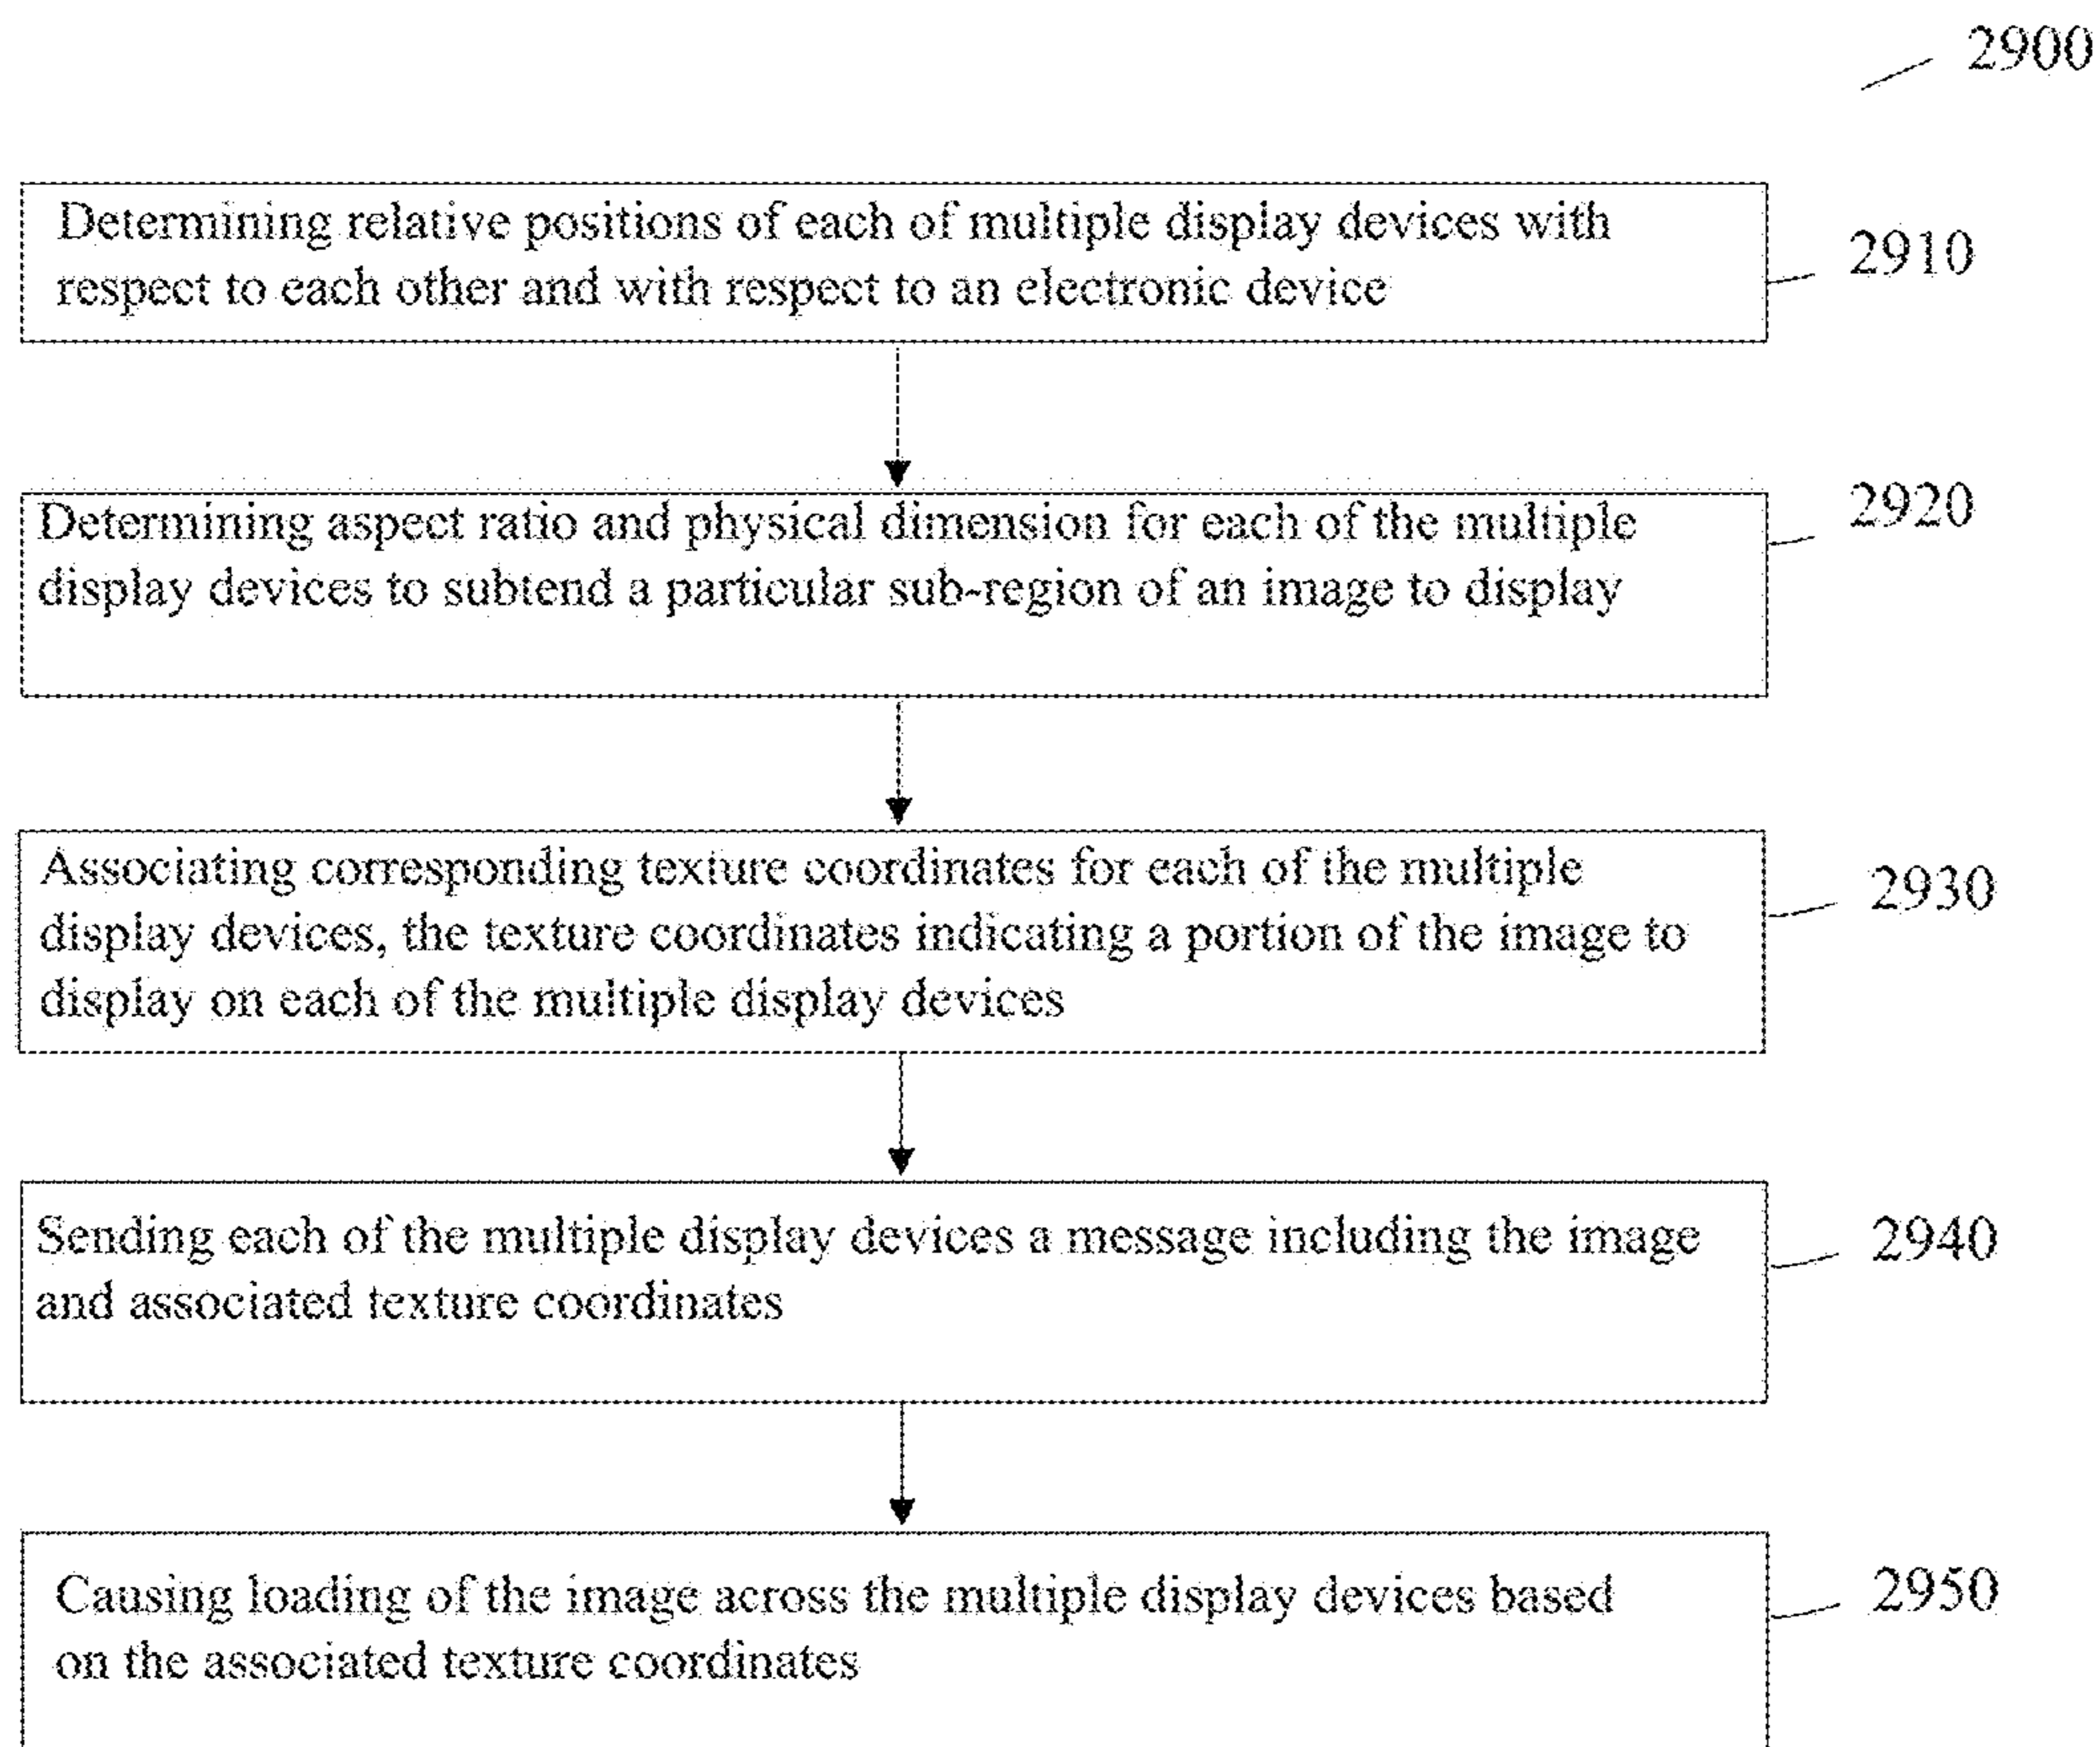 2900
Determining relative positions of each of multiple display devices with
respect to each other and with respect to an electronic device
2910
Determining aspect ratio and physical dimension for each of the multiple
display devices to subtend a particular sub-region of an image to display
2920
Associating corresponding texture coordinates for each of the multiple
display devices, the texture coordinates indicating a portion of the image to
display on each of the multiple display devices
2930
Sending each of the multiple display devices a message including the image
and associated texture coordinates
2940
Causing loading of the image across the multiple display devices based
on the associated texture coordinates
2950